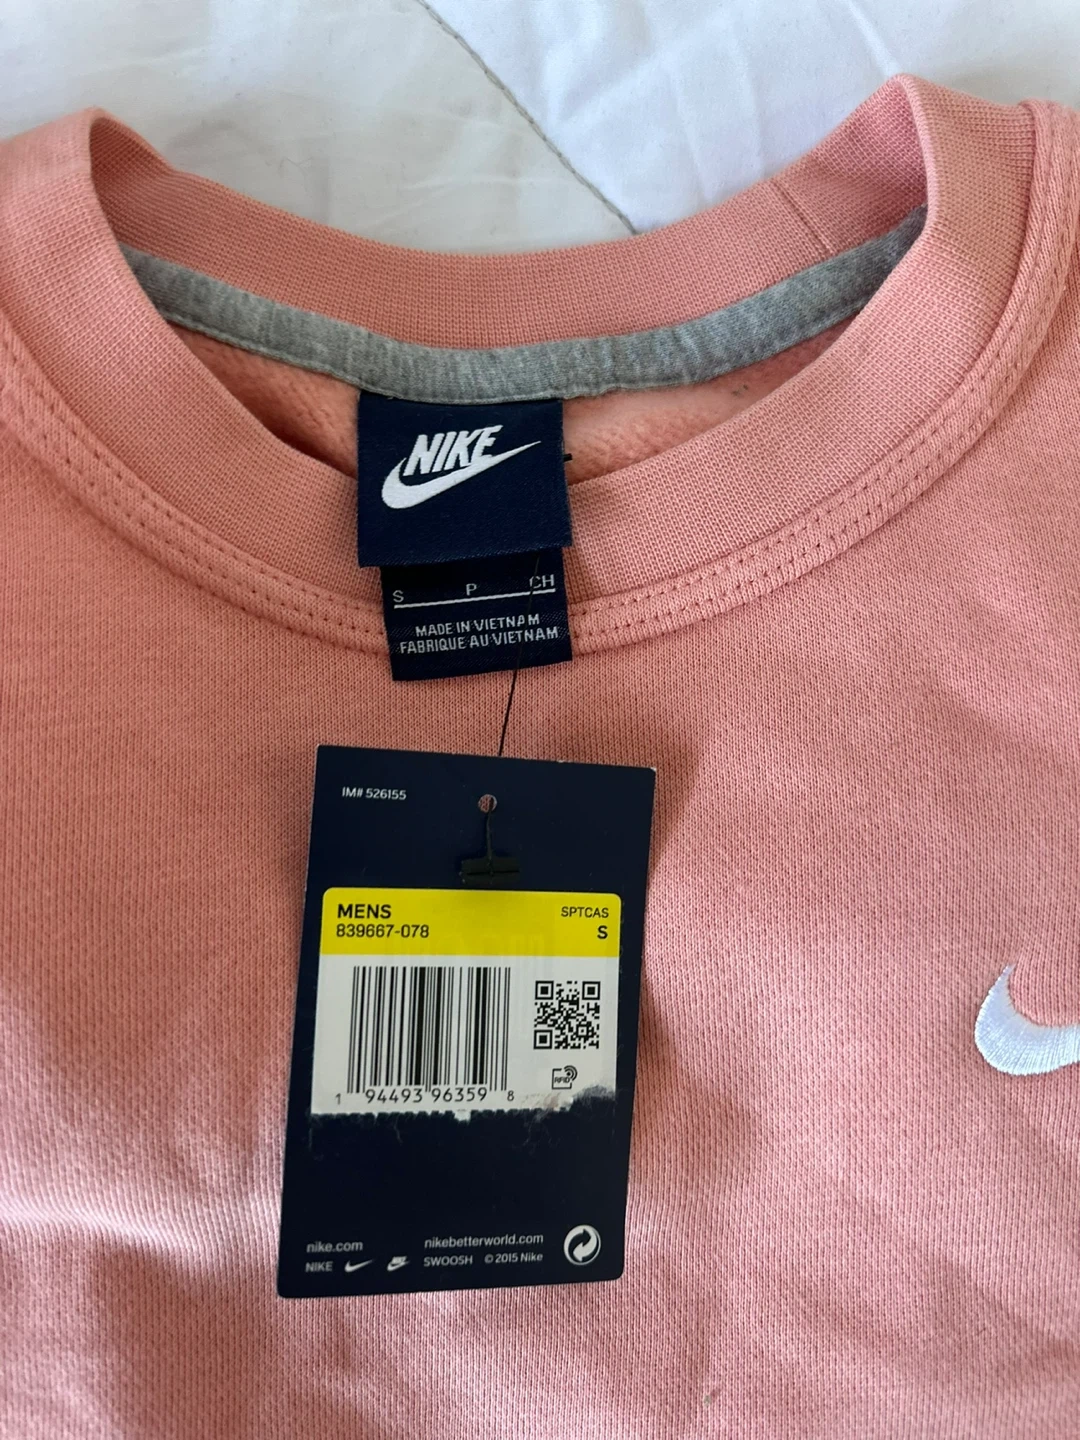 NIKE
S P CH
MADE IN VIETNAM
FABRIQUE AU VIETNAM
IM# 526155
MENS SPTCAS
839667-078 S
RFID
1 94493 96359 8
nike.com nikebetterworld.com
NIKE SWOOSH © 2015 Nike